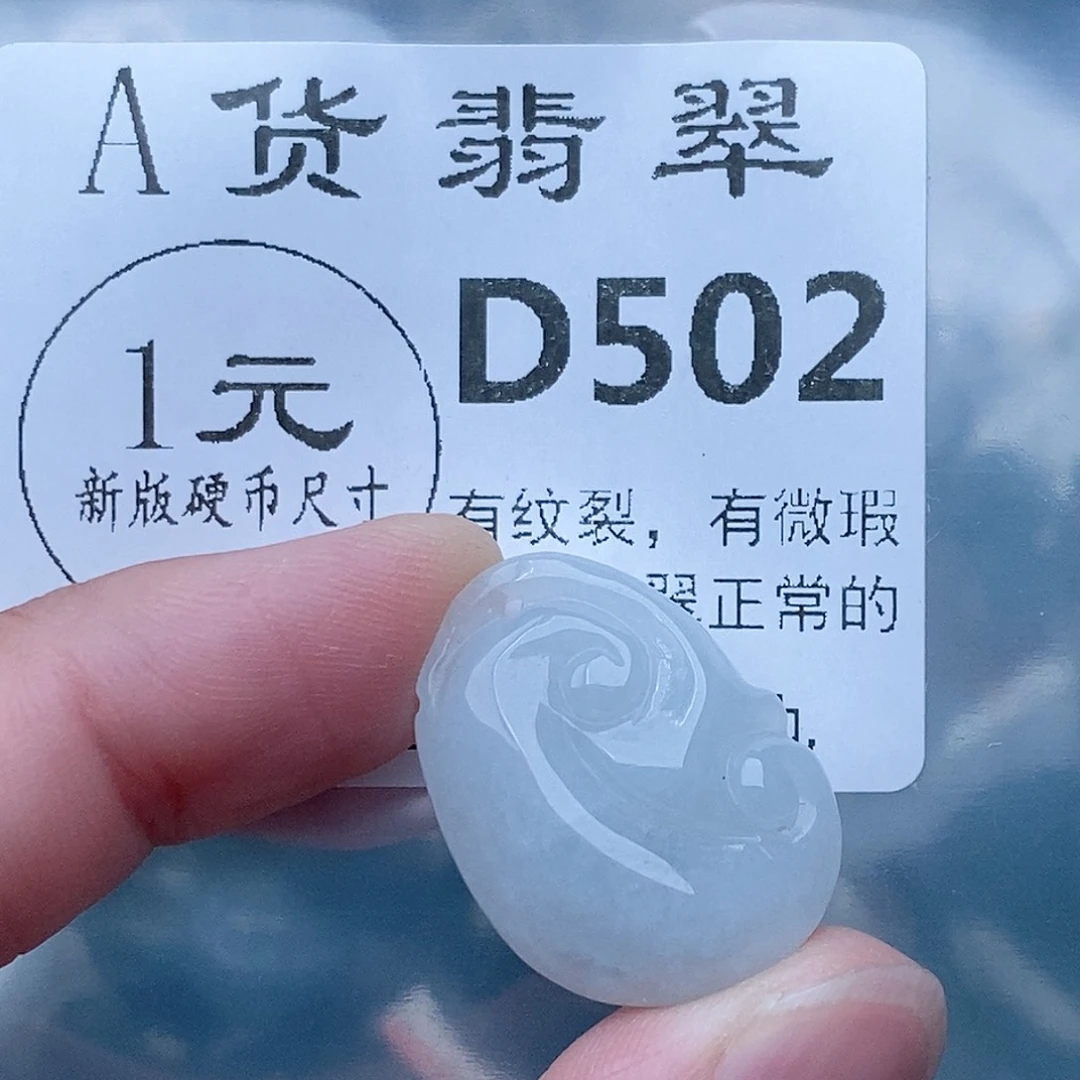 A货翡翠
D502
1元
新版硬币尺寸
有纹裂，有微瑕
翠正常的